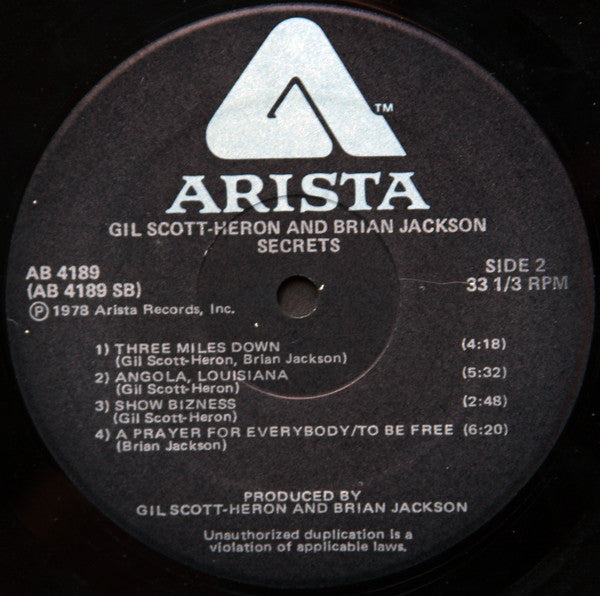 TM
ARISTA
GIL SCOTT-HERON AND BRIAN JACKSON
SECRETS
AB 4189
(AB 4189 SB)
Ⓟ 1978 Arista Records, Inc.
SIDE 2
33 1/3 RPM
1) THREE MILES DOWN (4:18)
(Gil Scott-Heron, Brian Jackson)
2) ANGOLA, LOUISIANA (5:32)
(Gil Scott-Heron)
3) SHOW BIZNESS (2:48)
(Gil Scott-Heron)
4) A PRAYER FOR EVERYBODY/TO BE FREE (6:20)
(Brian Jackson)
PRODUCED BY
GIL SCOTT-HERON AND BRIAN JACKSON
Unauthorized duplication is a
violation of applicable laws.